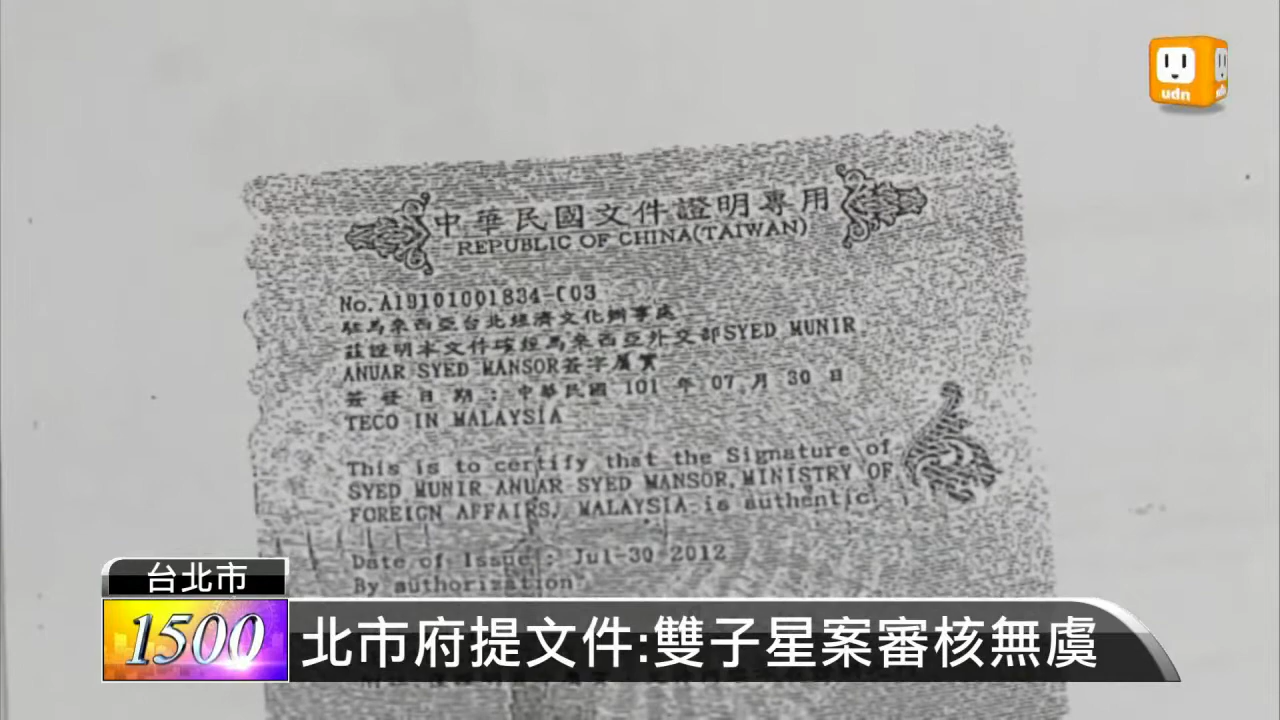 udn
中華民國文件證明專用
REPUBLIC OF CHINA(TAIWAN)
No.A19101001834-003
駐馬來西亞台北經濟文化辦事處
茲證明本文件確經馬來西亞外交部SYED MUNIR
ANUAR SYED MANSOR簽字屬實
簽發日期:中華民國 101 年 07 月 30 日
TECO IN MALAYSIA
This is to certify that the Signature of
SYED MUNIR ANUAR SYED MANSOR, MINISTRY OF
FOREIGN AFFAIRS, MALAYSIA is authentic
Date of Issue : Jul-30 2012
By authorization
台北市
1500
北市府提文件:雙子星案審核無虞